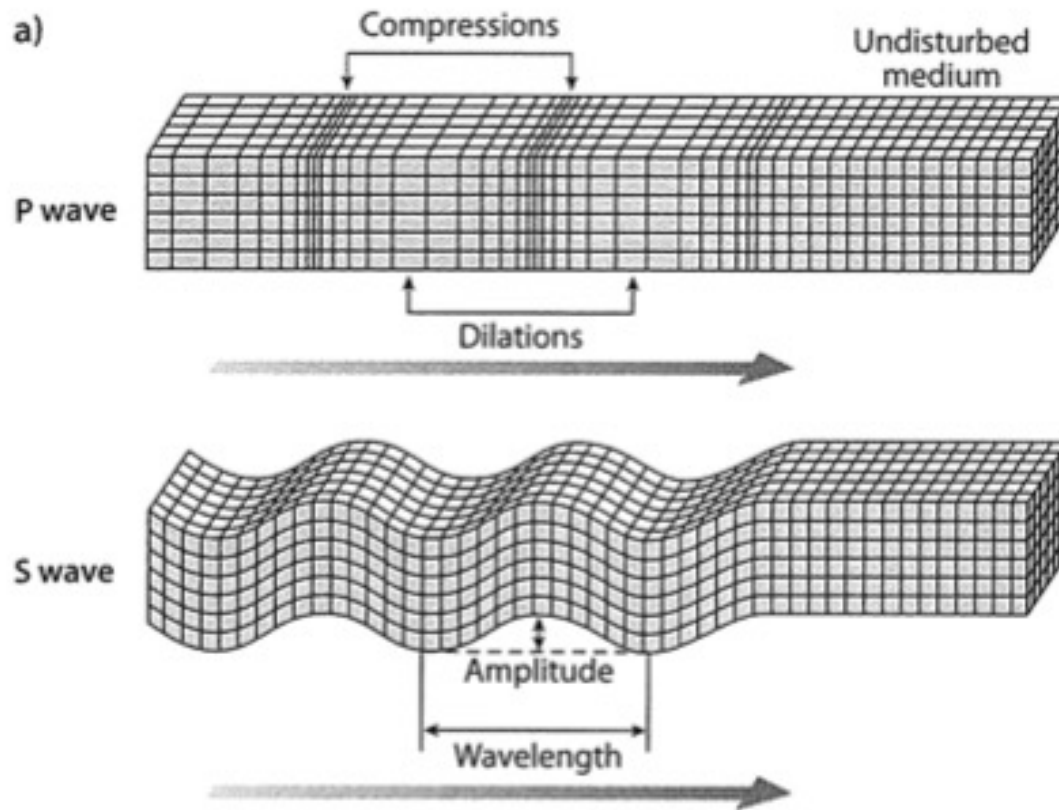 a)
Compressions
Undisturbed
medium
P wave
Dilations
S wave
Amplitude
Wavelength